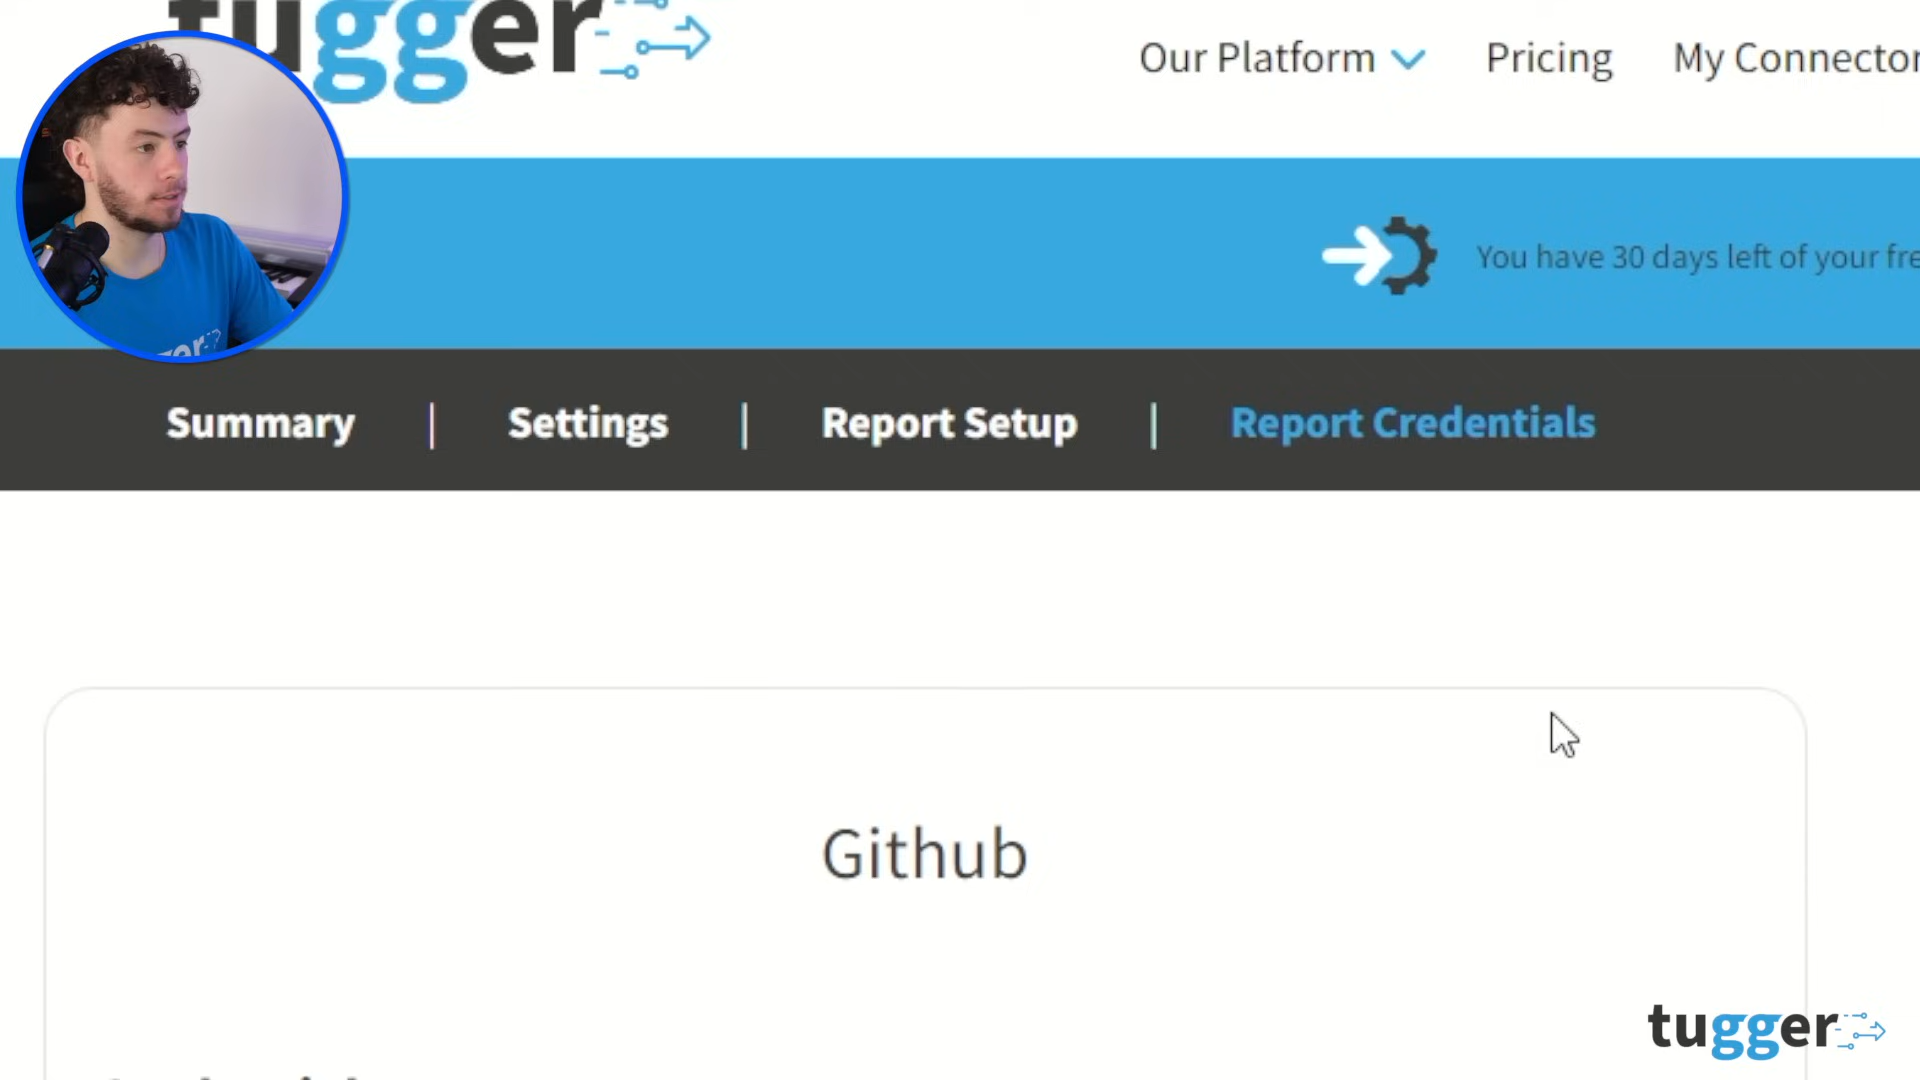 tugger
Our Platform
Pricing
My Connector
You have 30 days left of your fre
Summary | Settings | Report Setup | Report Credentials
Github
tugger